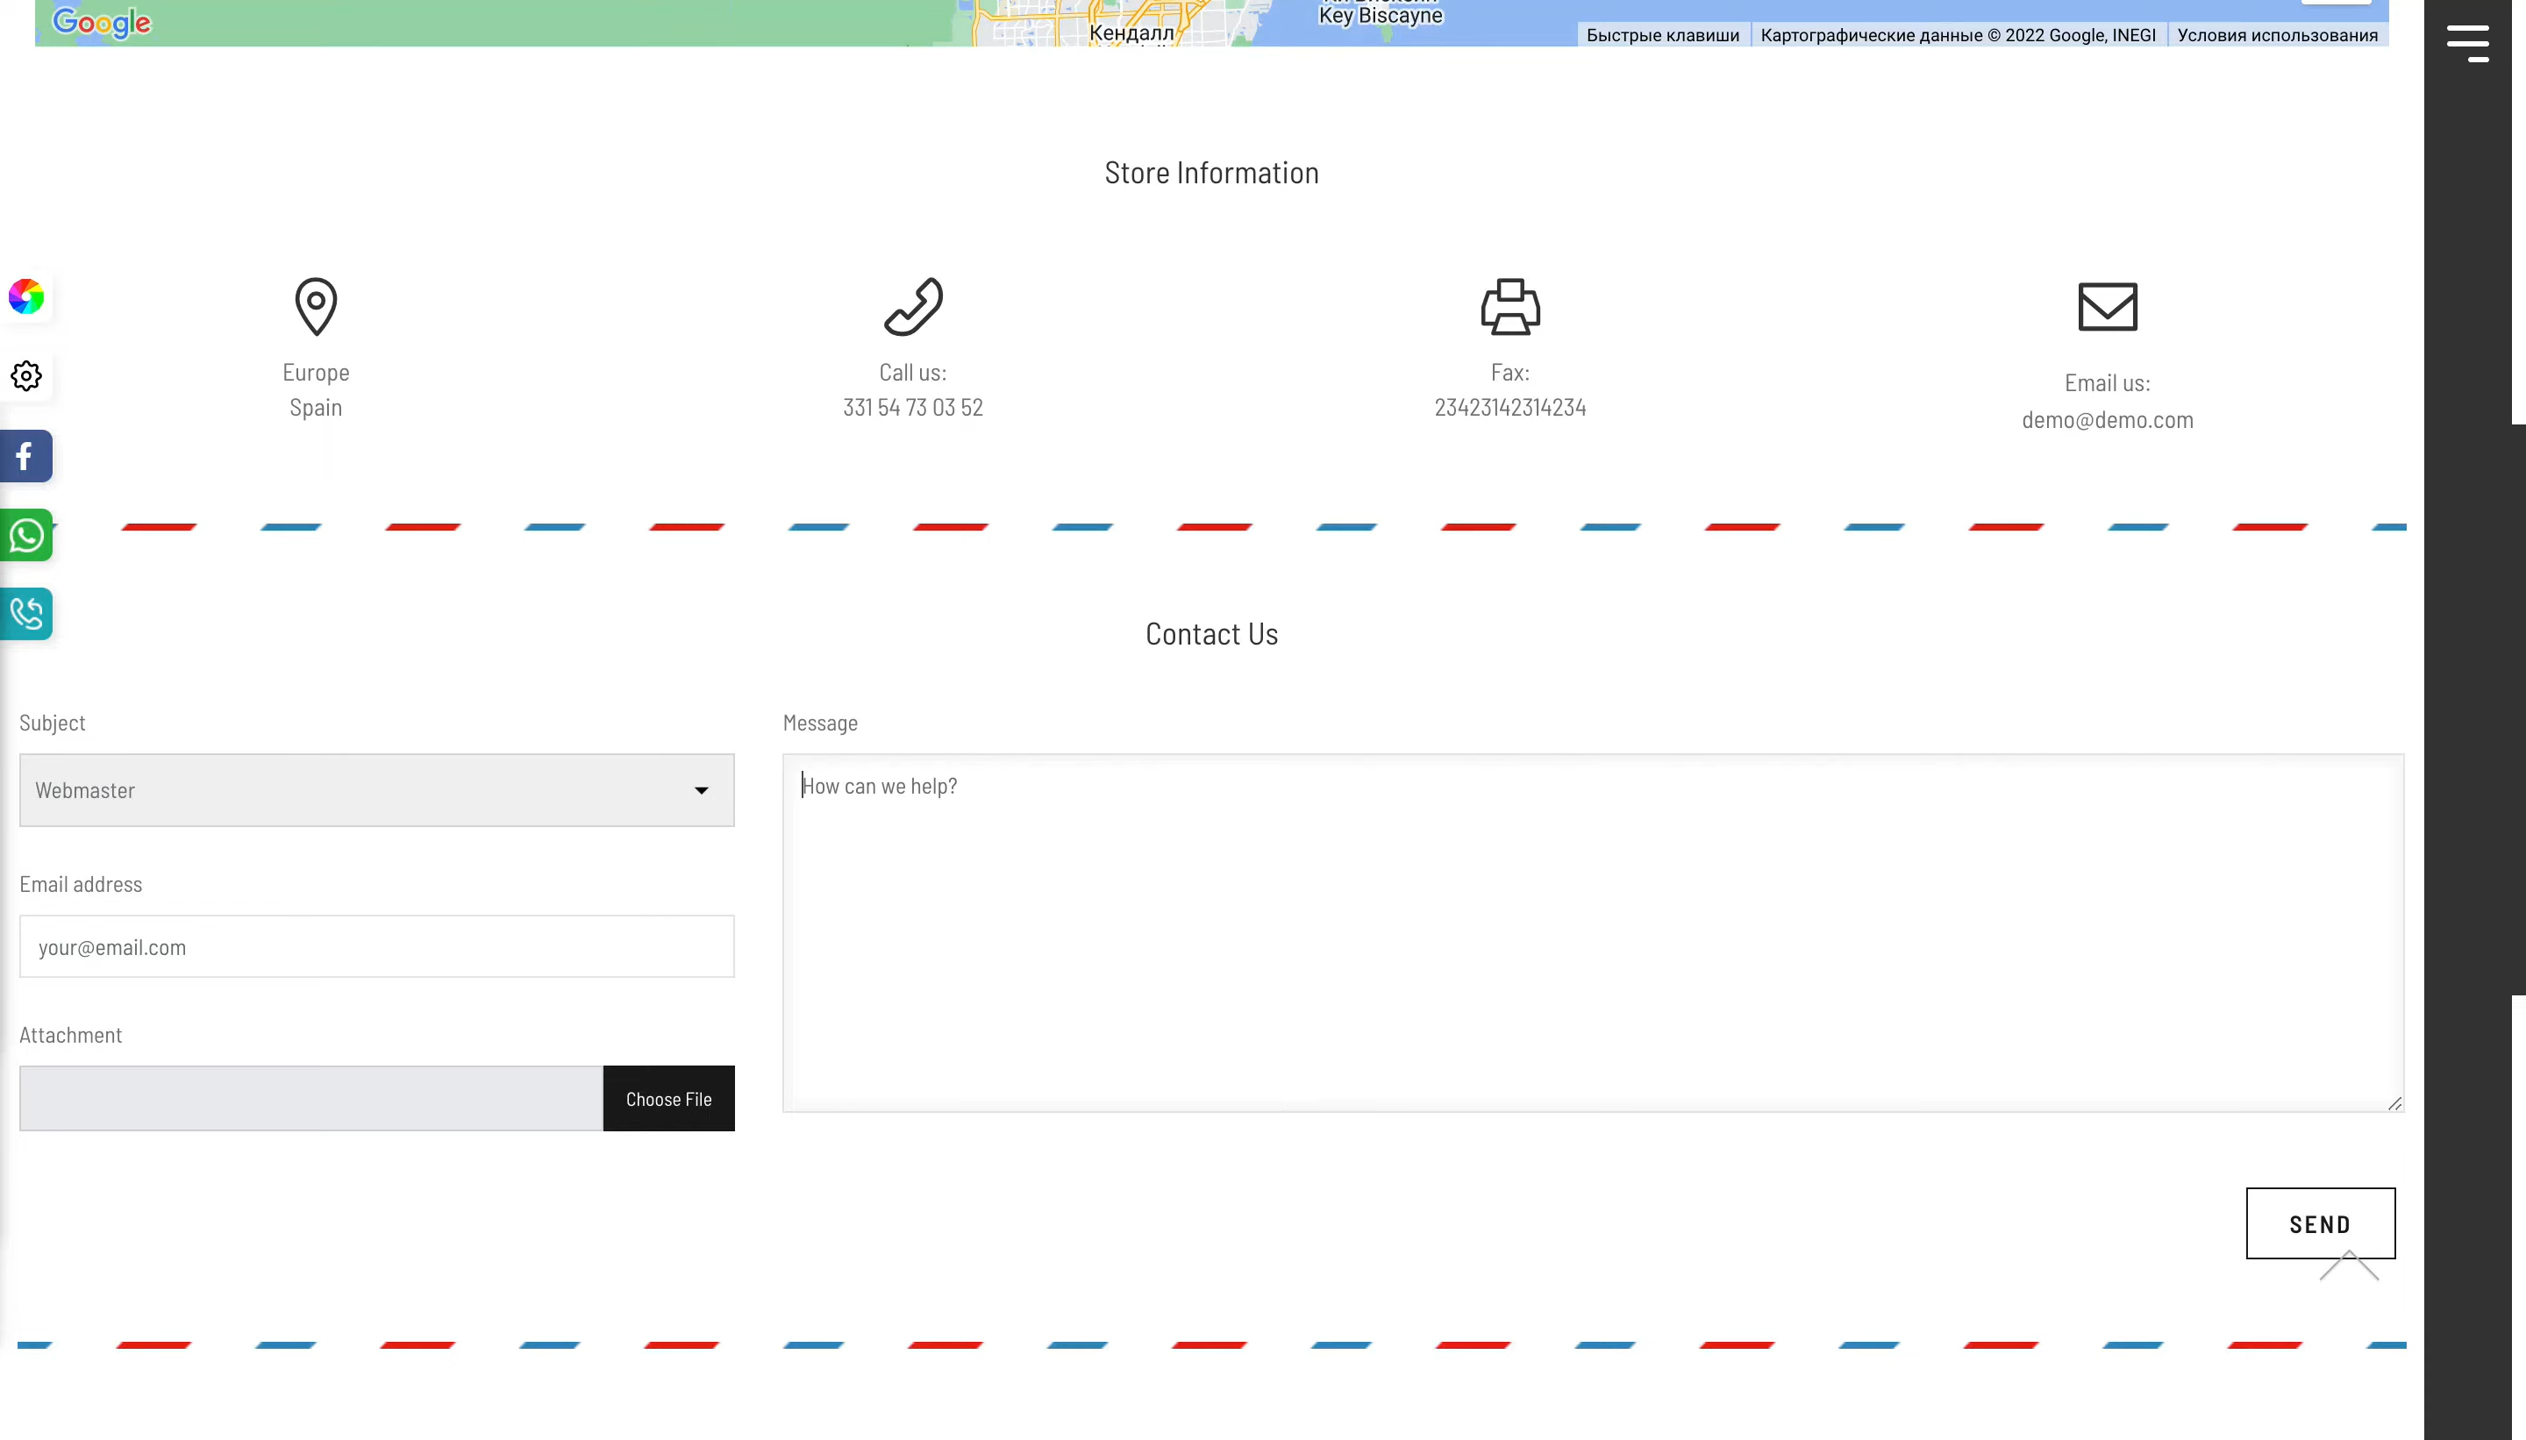 Google
Key Biscayne
Кендалл
Быстрые клавиши
Картографические данные © 2022 Google, INEGI
Условия использования
Store Information
Europe
Spain
Call us:
331 54 73 03 52
Fax:
23423142314234
Email us:
demo@demo.com
Contact Us
Subject
Webmaster
Email address
your@email.com
Attachment
Choose File
Message
How can we help?
SEND